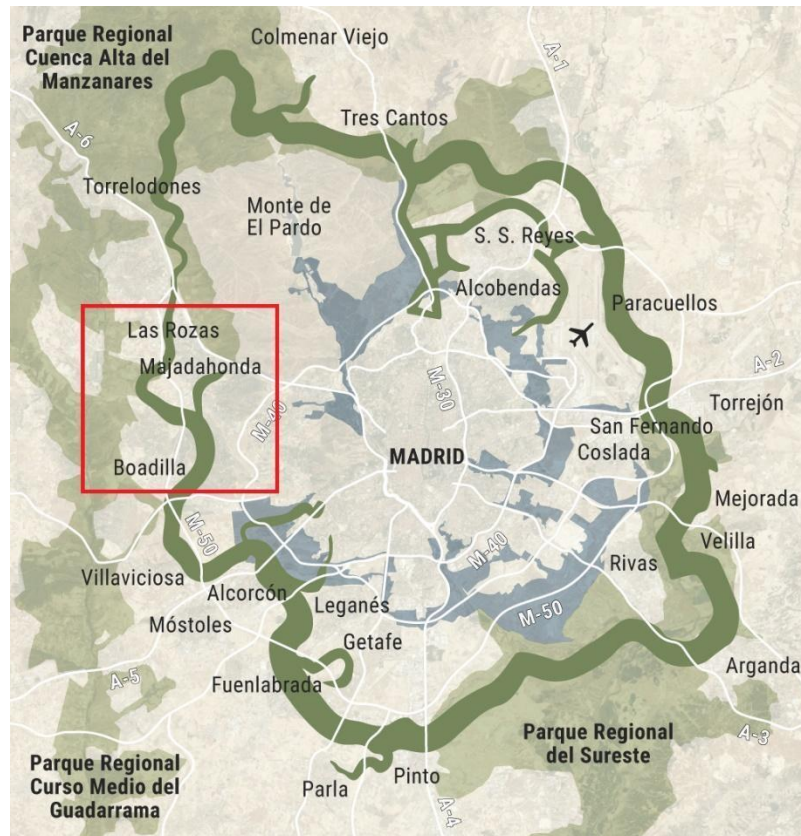 Parque Regional
Cuenca Alta del
Manzanares
Colmenar Viejo
A-1
Tres Cantos
A-6
Torrelodones
Monte de
El Pardo
S. S. Reyes
Alcobendas
Paracuellos
Las Rozas
Majadahonda
M-30
A-2
M-40
Torrejón
San Fernando
Coslada
MADRID
Boadilla
Mejorada
M-50
Velilla
M-40
Rivas
Villaviciosa
Alcorcón
Leganés
M-50
Móstoles
Getafe
Arganda
A-5
Fuenlabrada
A-3
Parque Regional
del Sureste
Parque Regional
Curso Medio del
Guadarrama
Parla
Pinto
A-4